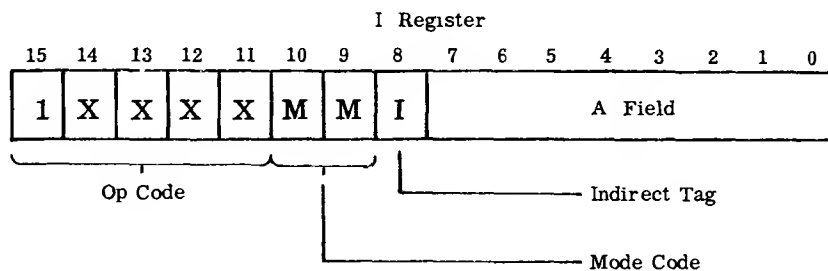 I Register
15 14 13 12 11 10 9 8 7 6 5 4 3 2 1 0
1 X X X X M M I A Field
Op Code
Indirect Tag
Mode Code